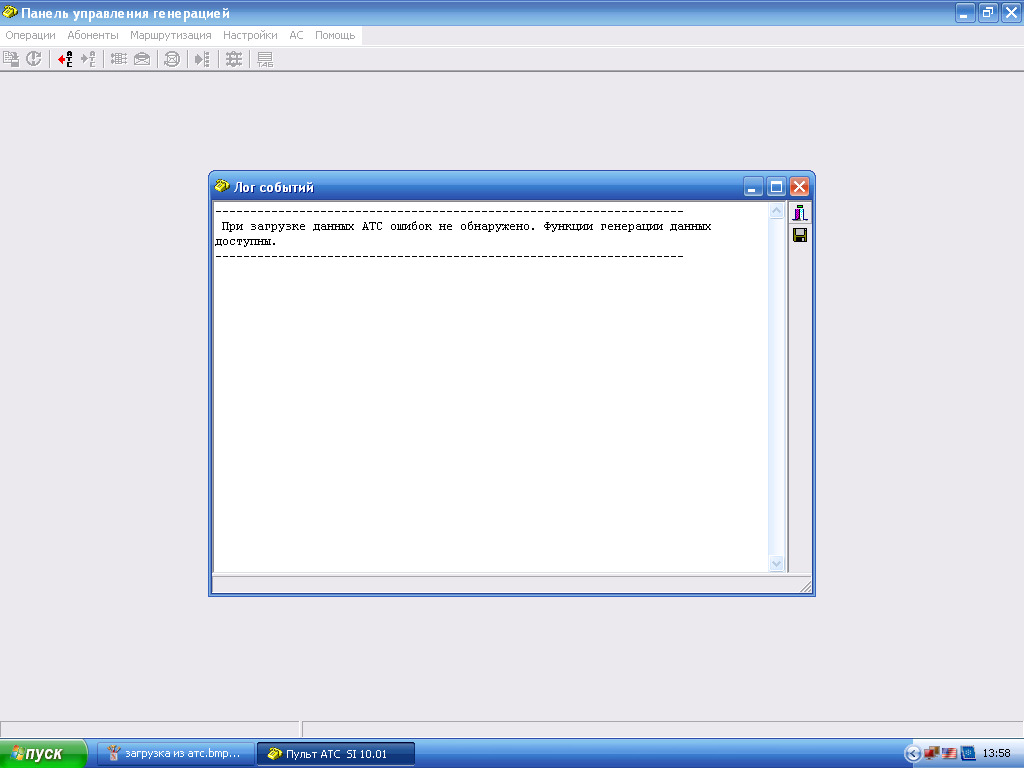 Панель управления генерацией
Операции Абоненты Маршрутизация Настройки АС Помощь
А Т С А Т С ТАБ
Лог событий
-------------------------------------------------------------------
При загрузке данных АТС ошибок не обнаружено. Функции генерации данных
доступны.
-------------------------------------------------------------------
пуск загрузка из атс.bmp... Пульт АТС SI 10.01 13:58